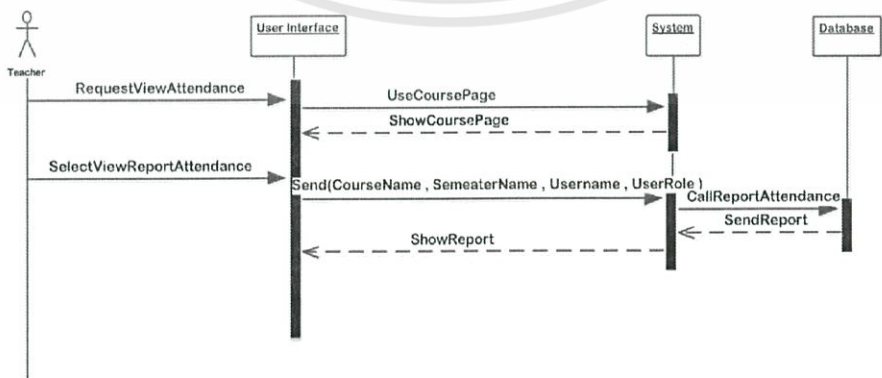 User Interface
System
Database
Teacher
RequestViewAttendance
UseCoursePage
ShowCoursePage
SelectViewReportAttendance
Send(CourseName , SemeaterName , Username , UserRole )
CallReportAttendance
SendReport
ShowReport